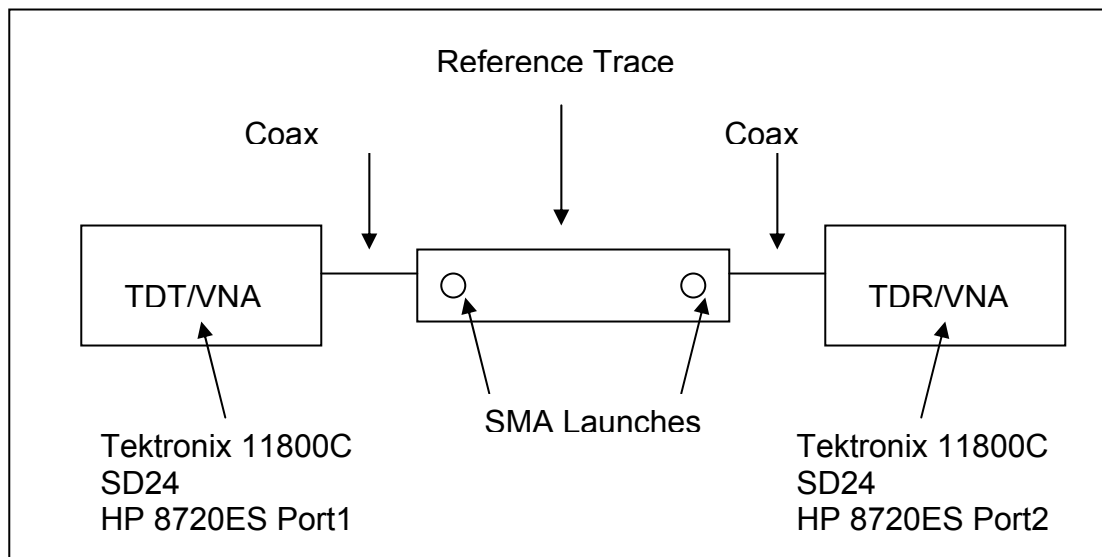 Reference Trace
Coax
Coax
TDT/VNA
TDR/VNA
SMA Launches
Tektronix 11800C
SD24
HP 8720ES Port1
Tektronix 11800C
SD24
HP 8720ES Port2